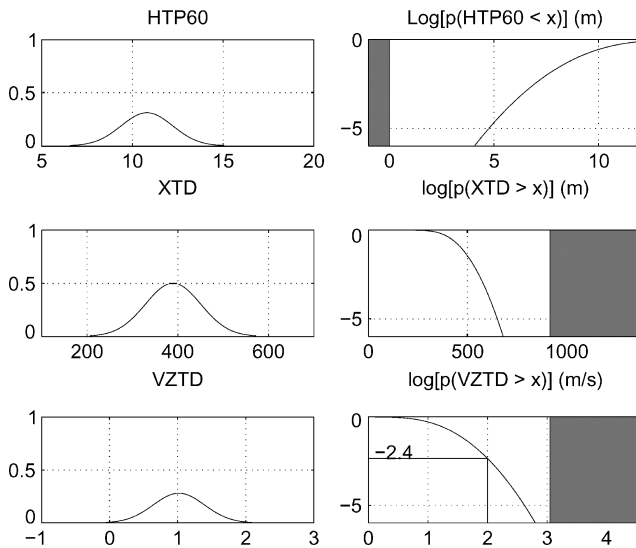 HTP60
Log[p(HTP60 < x)] (m)
1
0.5
0
5 10 15 20
0
−5
0 5 10
XTD
log[p(XTD > x)] (m)
1
0.5
0
200 400 600
0
−5
0 500 1000
VZTD
log[p(VZTD > x)] (m/s)
1
0.5
0
−1 0 1 2 3
0
−2.4
−5
0 1 2 3 4